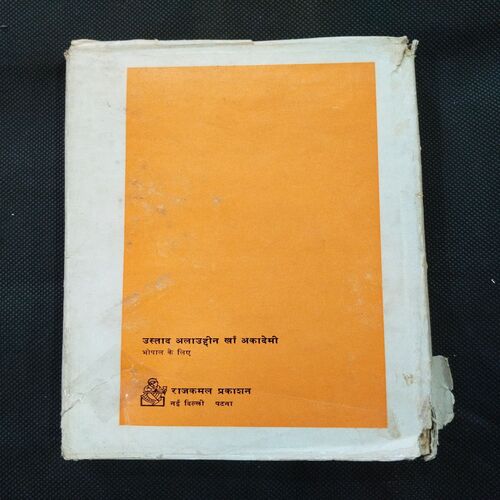 उस्ताद अलाउद्दीन खाँ अकादेमी
भोपाल के लिए
राजकमल प्रकाशन
नई दिल्ली पटना